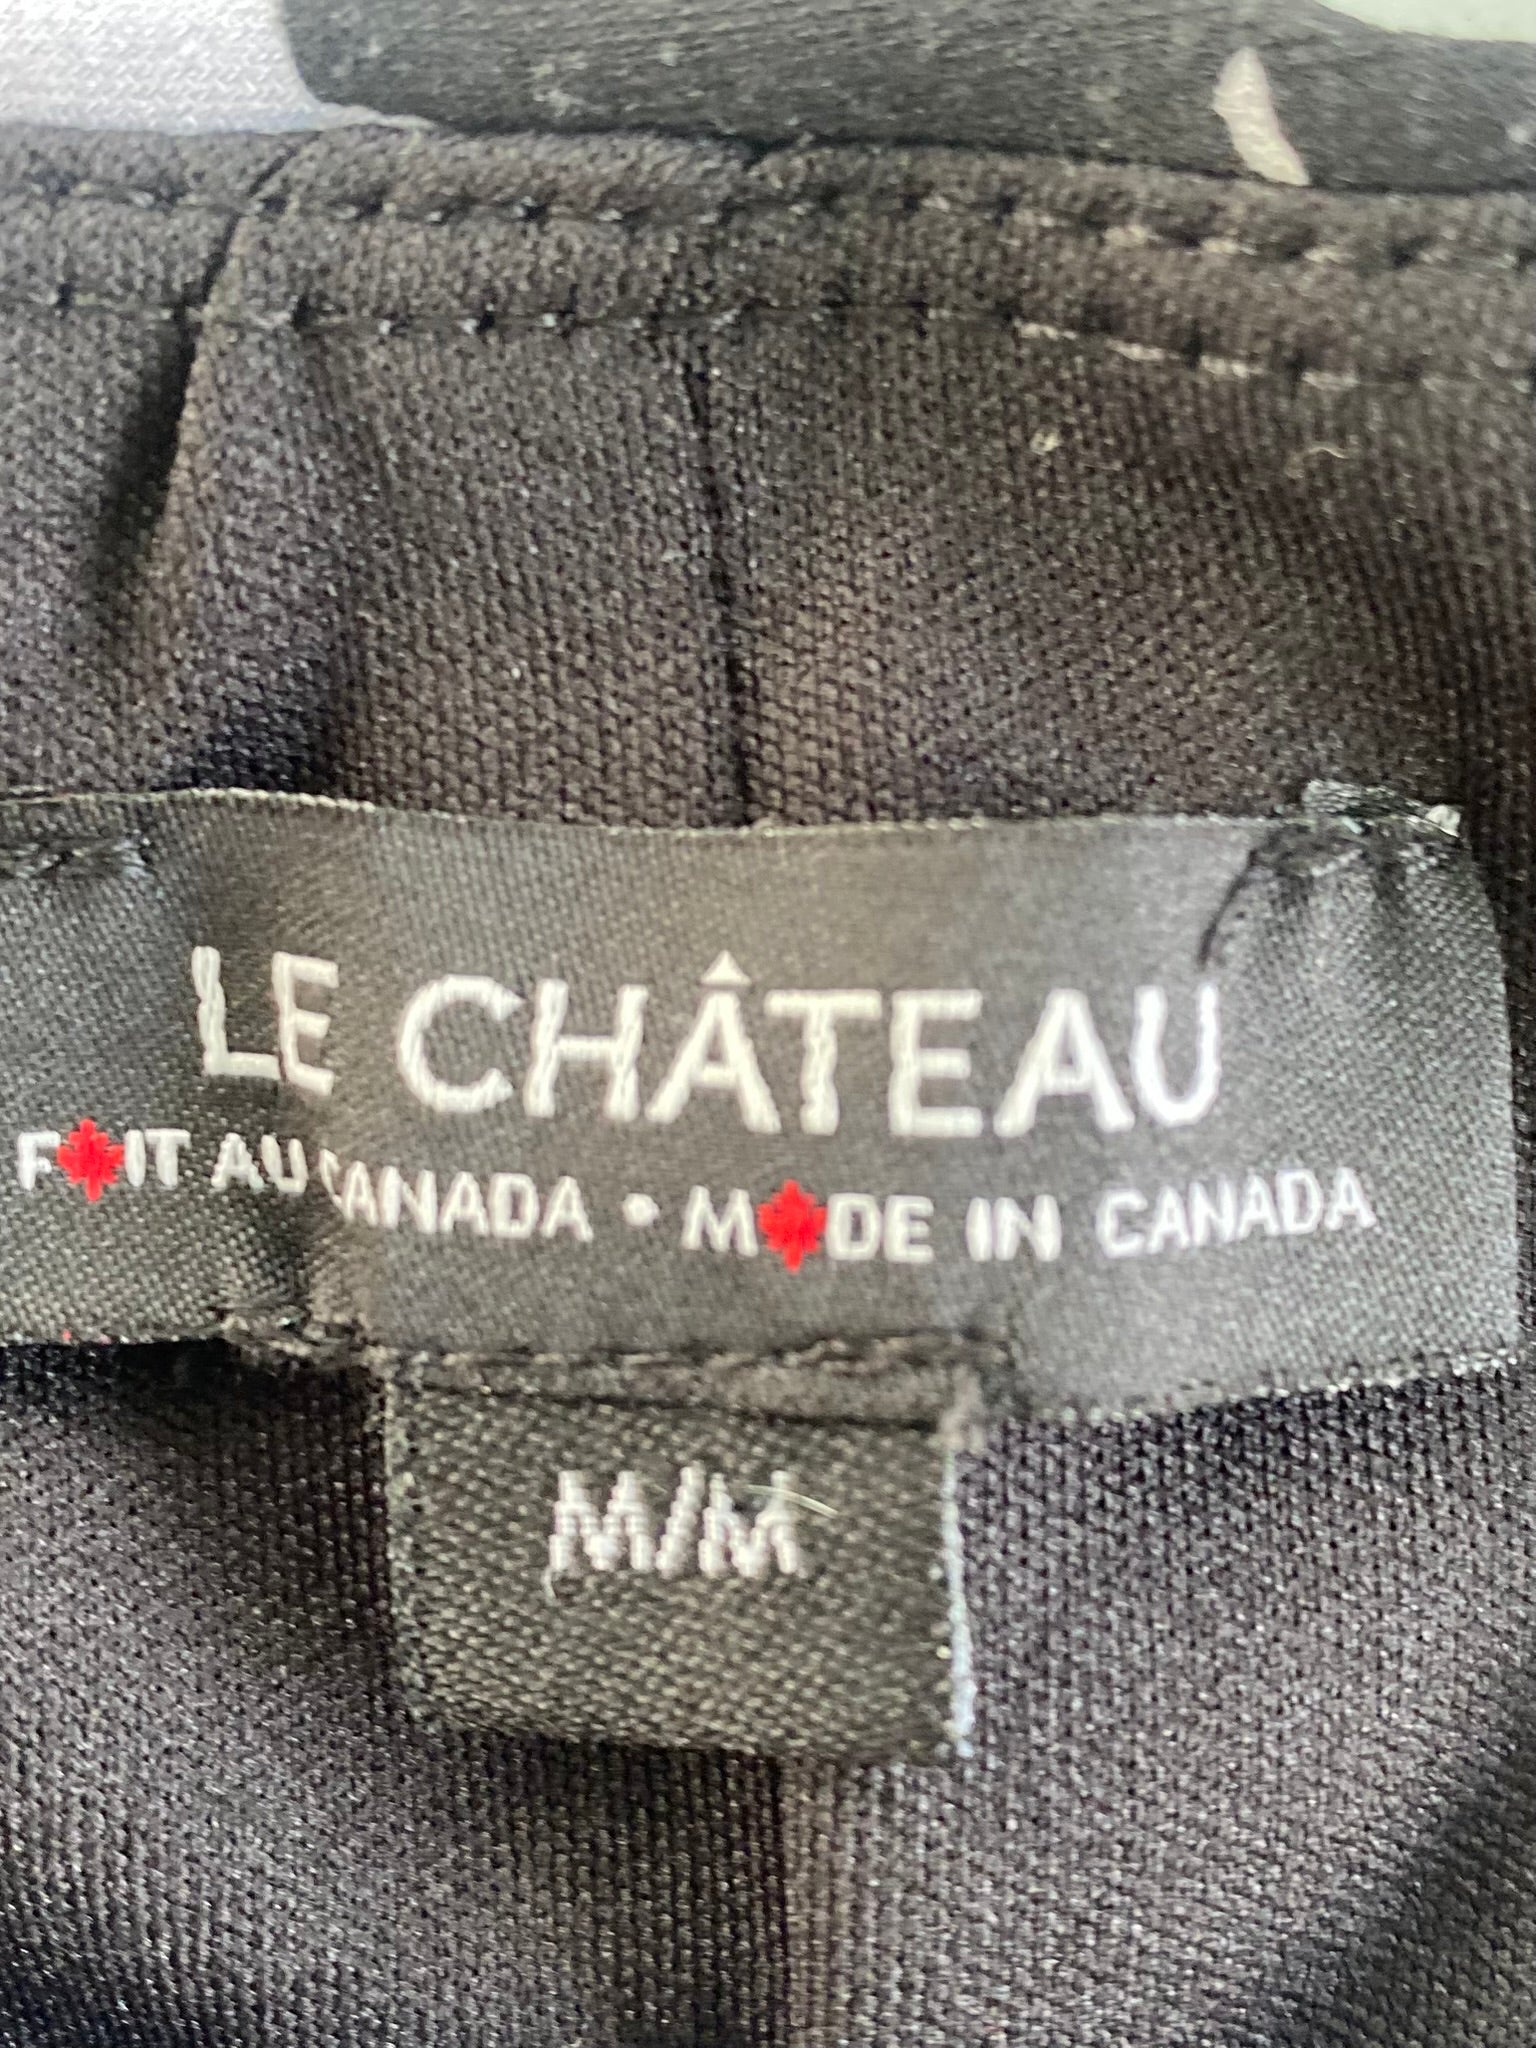 LE CHÂTEAU
FAIT AU CANADA • MADE IN CANADA
M/M